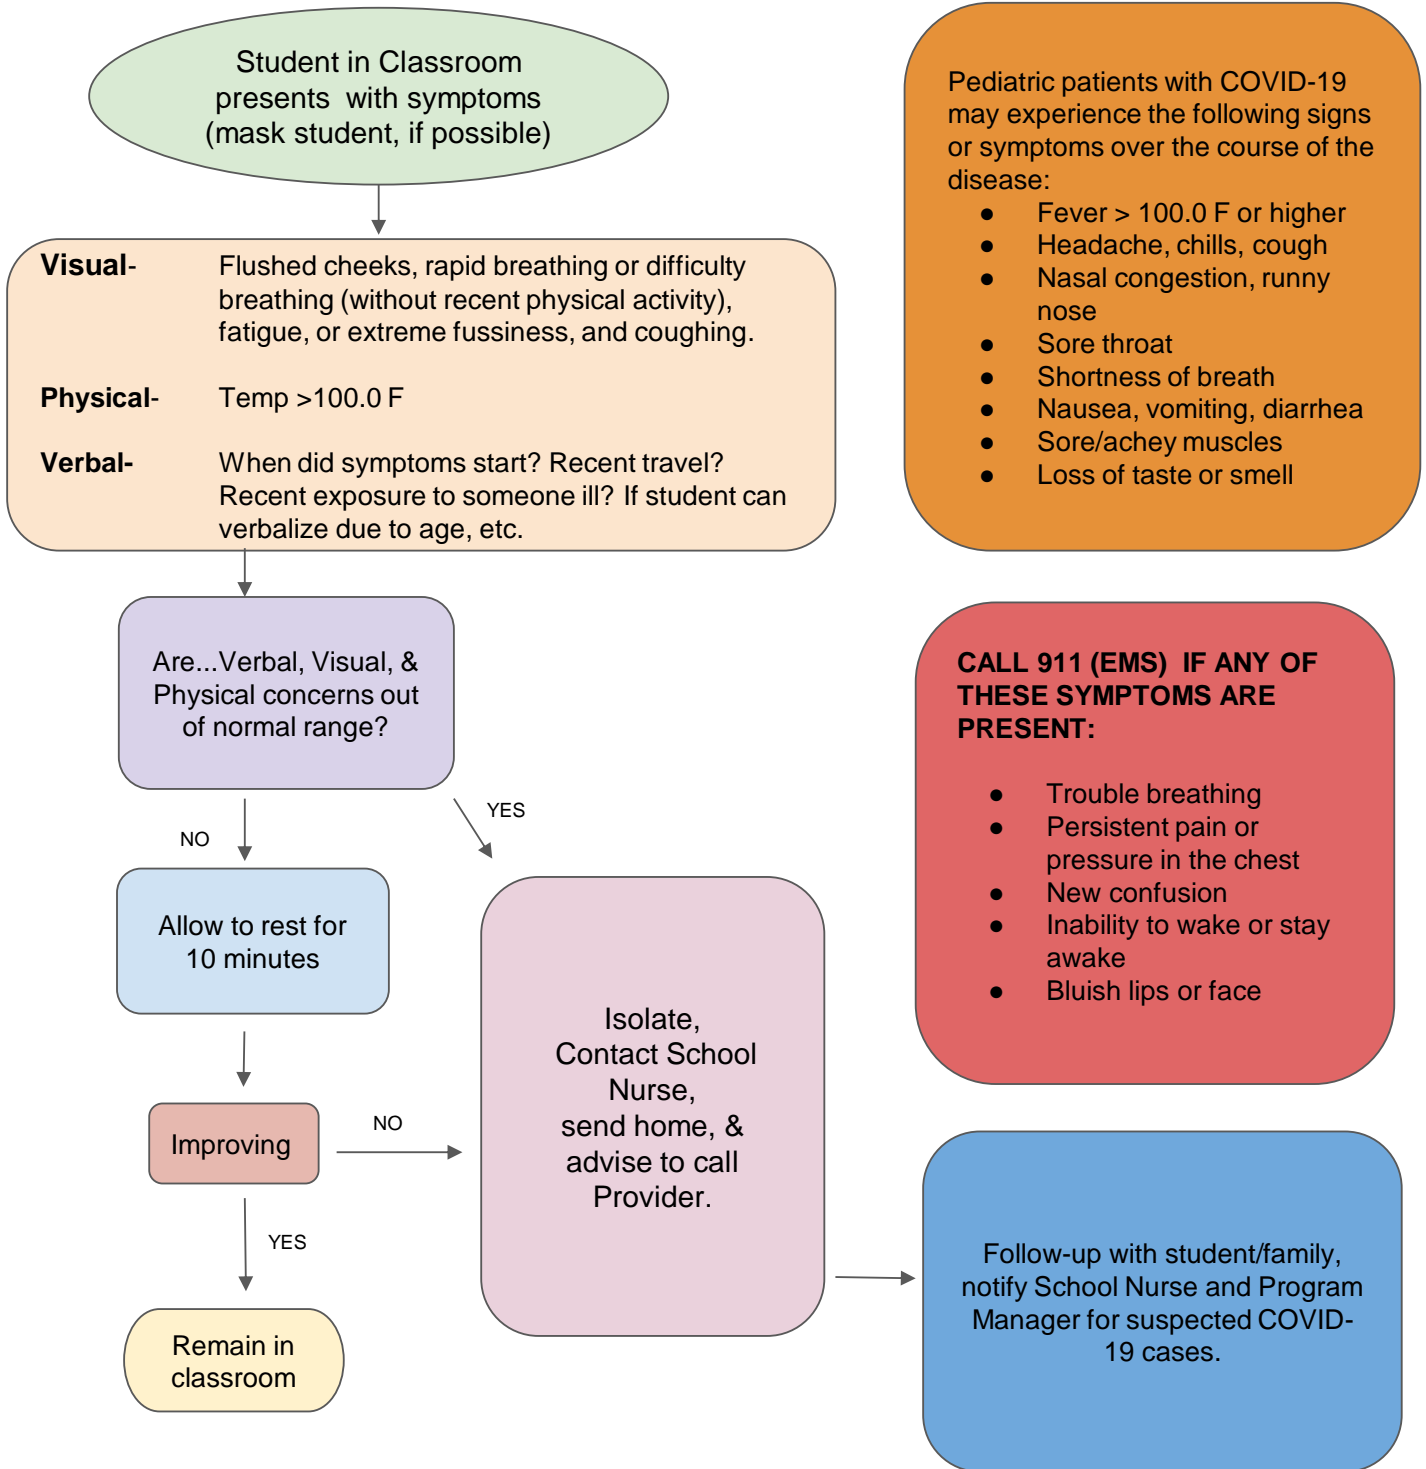 Student in Classroom
presents with symptoms
(mask student, if possible)
Visual- Flushed cheeks, rapid breathing or difficulty
breathing (without recent physical activity),
fatigue, or extreme fussiness, and coughing.
Physical- Temp >100.0 F
Verbal- When did symptoms start? Recent travel?
Recent exposure to someone ill? If student can
verbalize due to age, etc.
Are...Verbal, Visual, &
Physical concerns out
of normal range?
NO
YES
Allow to rest for
10 minutes
Improving
NO
YES
Remain in
classroom
Isolate,
Contact School
Nurse,
send home, &
advise to call
Provider.
Pediatric patients with COVID-19
may experience the following signs
or symptoms over the course of the
disease:
● Fever > 100.0 F or higher
● Headache, chills, cough
● Nasal congestion, runny
nose
● Sore throat
● Shortness of breath
● Nausea, vomiting, diarrhea
● Sore/achey muscles
● Loss of taste or smell
CALL 911 (EMS) IF ANY OF
THESE SYMPTOMS ARE
PRESENT:
● Trouble breathing
● Persistent pain or
pressure in the chest
● New confusion
● Inability to wake or stay
awake
● Bluish lips or face
Follow-up with student/family,
notify School Nurse and Program
Manager for suspected COVID-
19 cases.